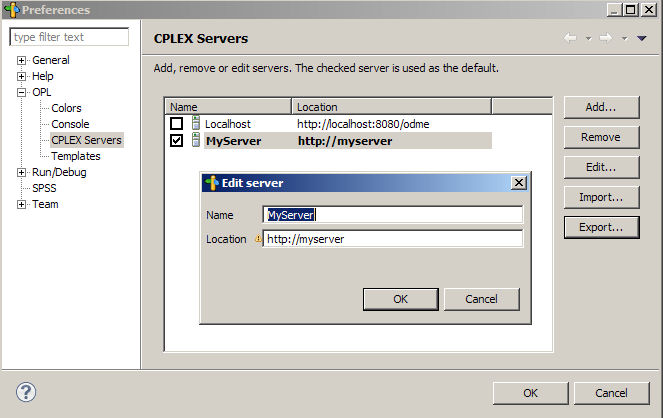 Preferences
type filter text
General
Help
OPL
Colors
Console
CPLEX Servers
Templates
Run/Debug
SPSS
Team
CPLEX Servers
Add, remove or edit servers. The checked server is used as the default.
Name Location
Localhost http://localhost:8080/odme
MyServer http://myserver
Add...
Remove
Edit...
Import...
Export...
Edit server
Name MyServer
Location http://myserver
OK Cancel
? OK Cancel